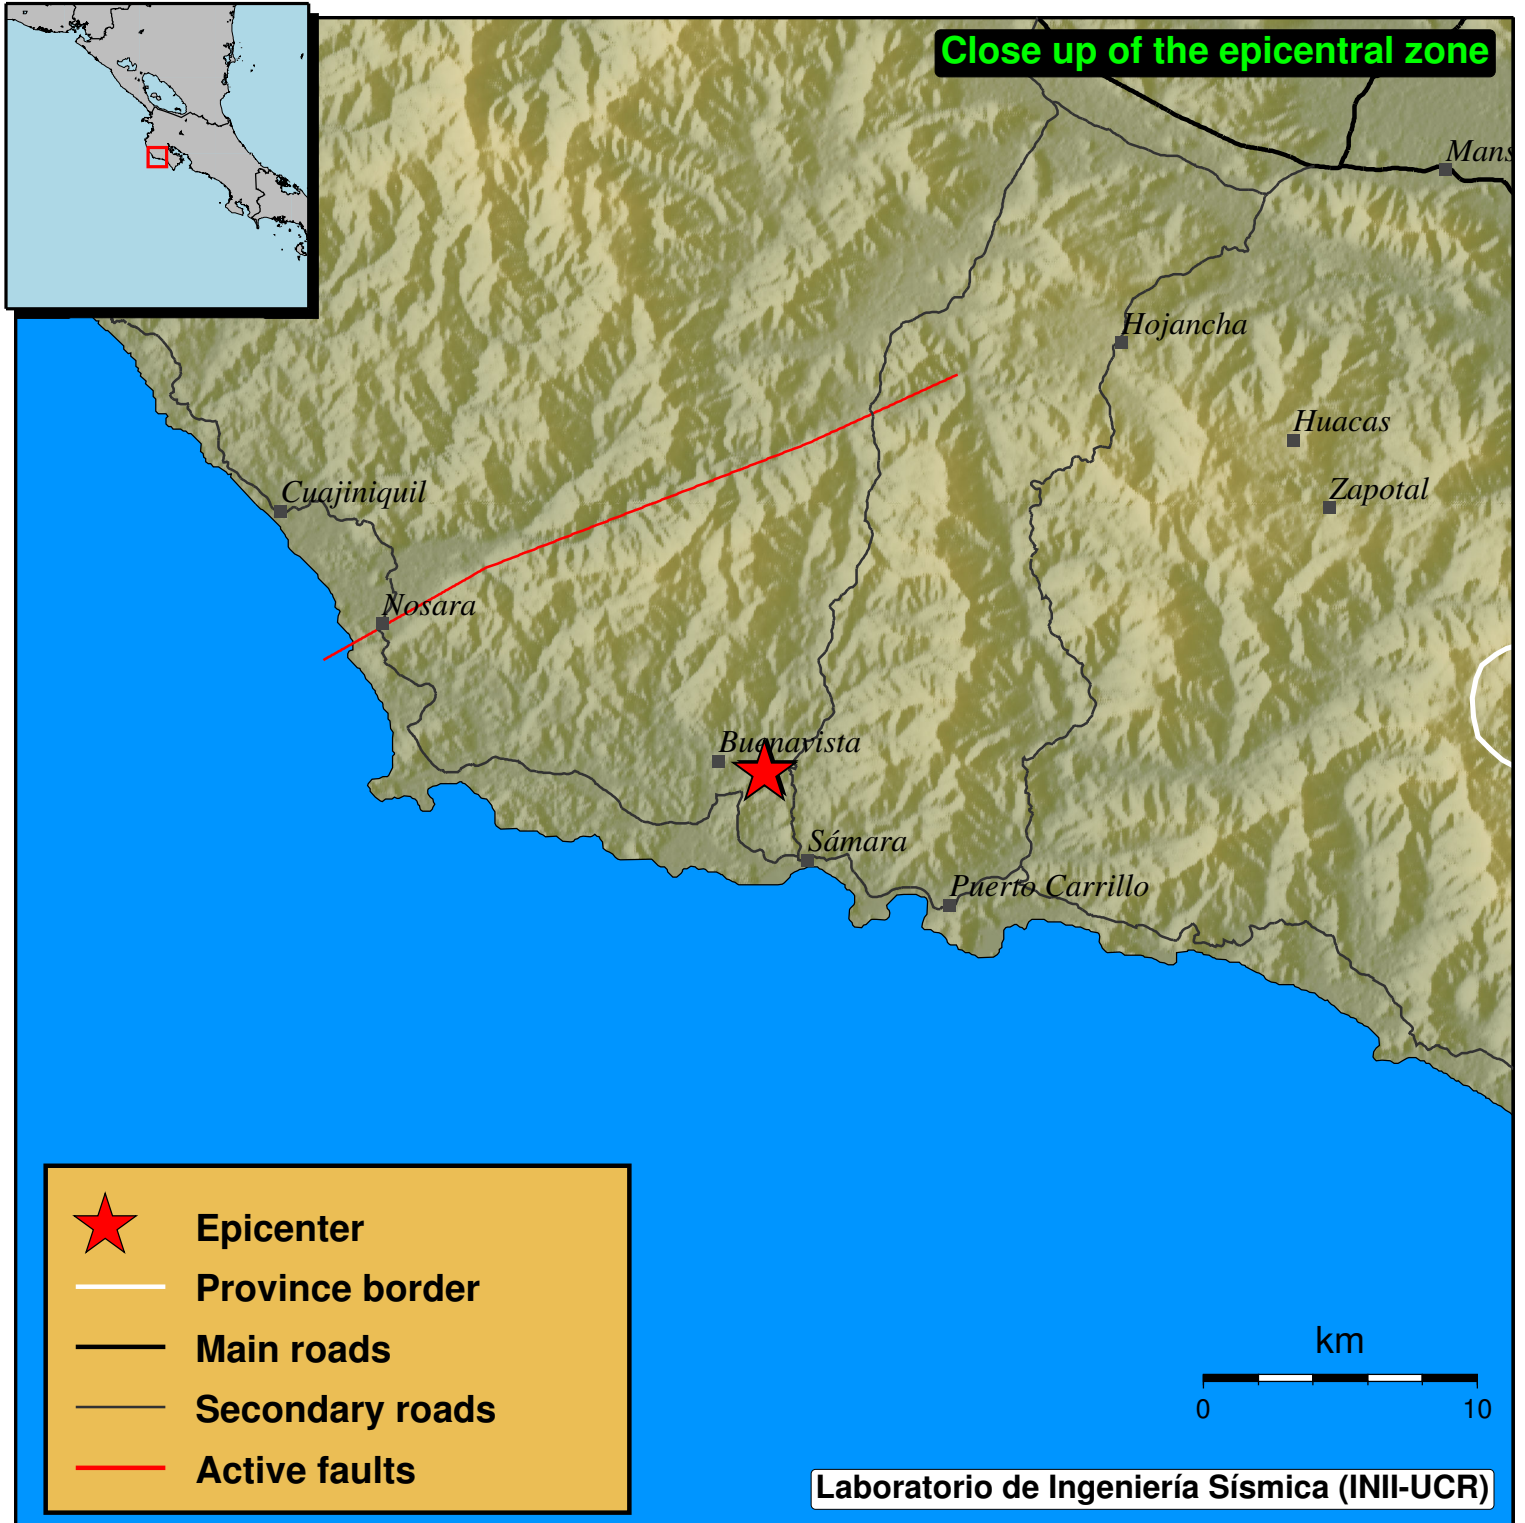 Close up of the epicentral zone
Mans
Hojancha
Huacas
Zapotal
Cuajiniquil
Nosara
Buenavista
Sámara
Puerto Carrillo
Epicenter
Province border
Main roads
Secondary roads
Active faults
km
0 10
Laboratorio de Ingeniería Sísmica (INII-UCR)